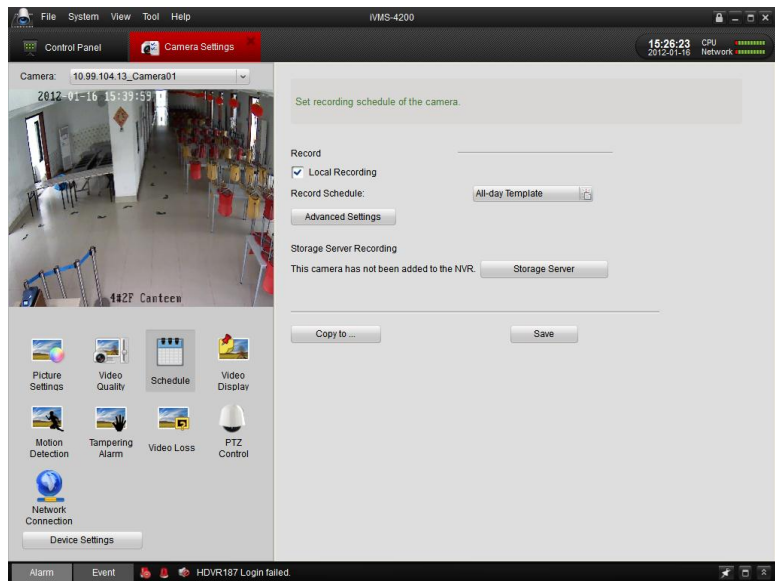 File System View Tool Help iVMS-4200
Control Panel Camera Settings 15:26:23 CPU
2012-01-16 Network
Camera: 10.99.104.13_Camera01
2012-01-16 15:39:59
4#2F Canteen
Picture Settings
Video Quality
Schedule
Video Display
Motion Detection
Tampering Alarm
Video Loss
PTZ Control
Network Connection
Device Settings
Set recording schedule of the camera.
Record
Local Recording
Record Schedule: All-day Template
Advanced Settings
Storage Server Recording
This camera has not been added to the NVR. Storage Server
Copy to ... Save
Alarm Event HDVR187 Login failed.